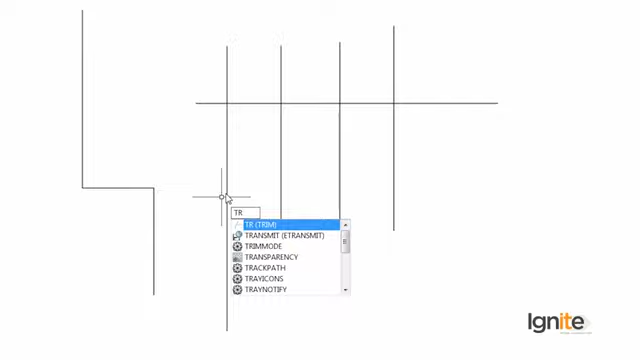 TR
TR (TRIM)
TRANSMIT (ETRANSMIT)
TRIMMODE
TRANSPARENCY
TRACKPATH
TRAYICONS
TRAYNOTIFY
Ignite